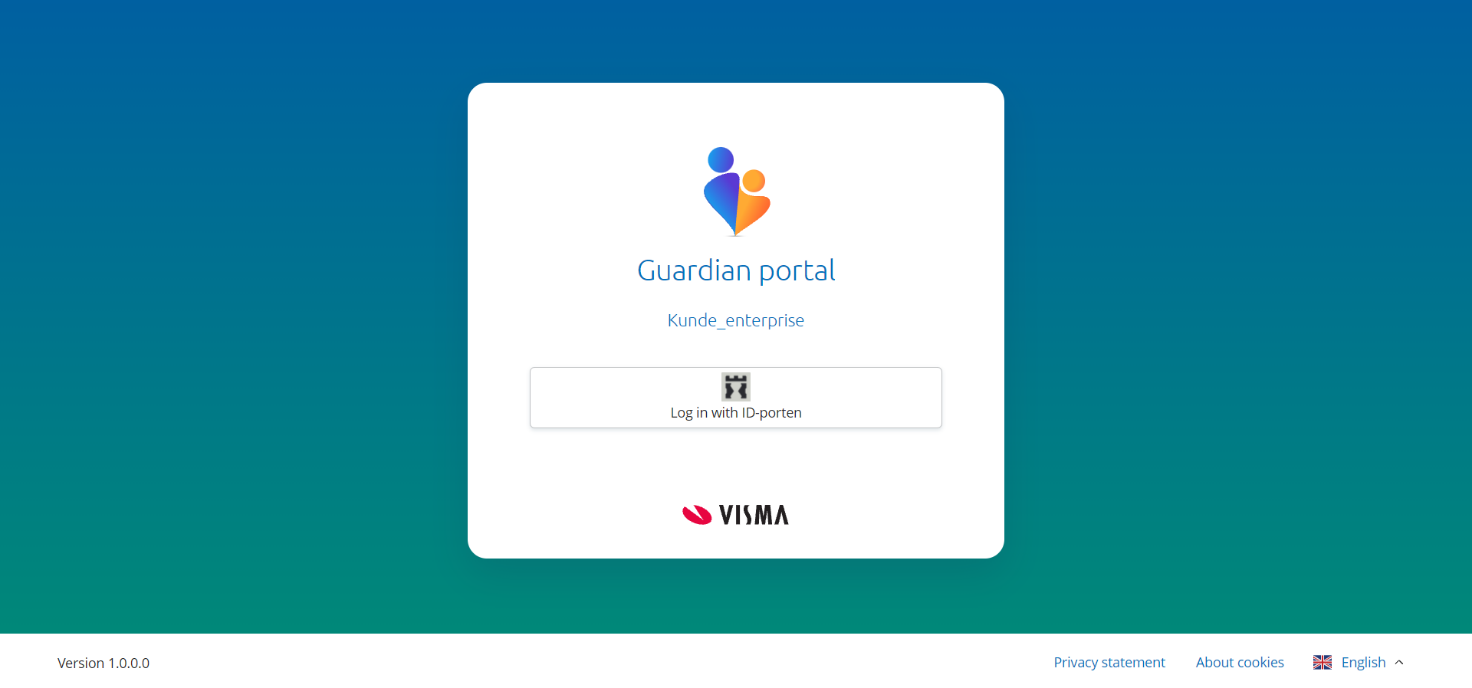 Guardian portal
Kunde_enterprise
Log in with ID-porten
VISMA
Version 1.0.0.0
Privacy statement
About cookies
English